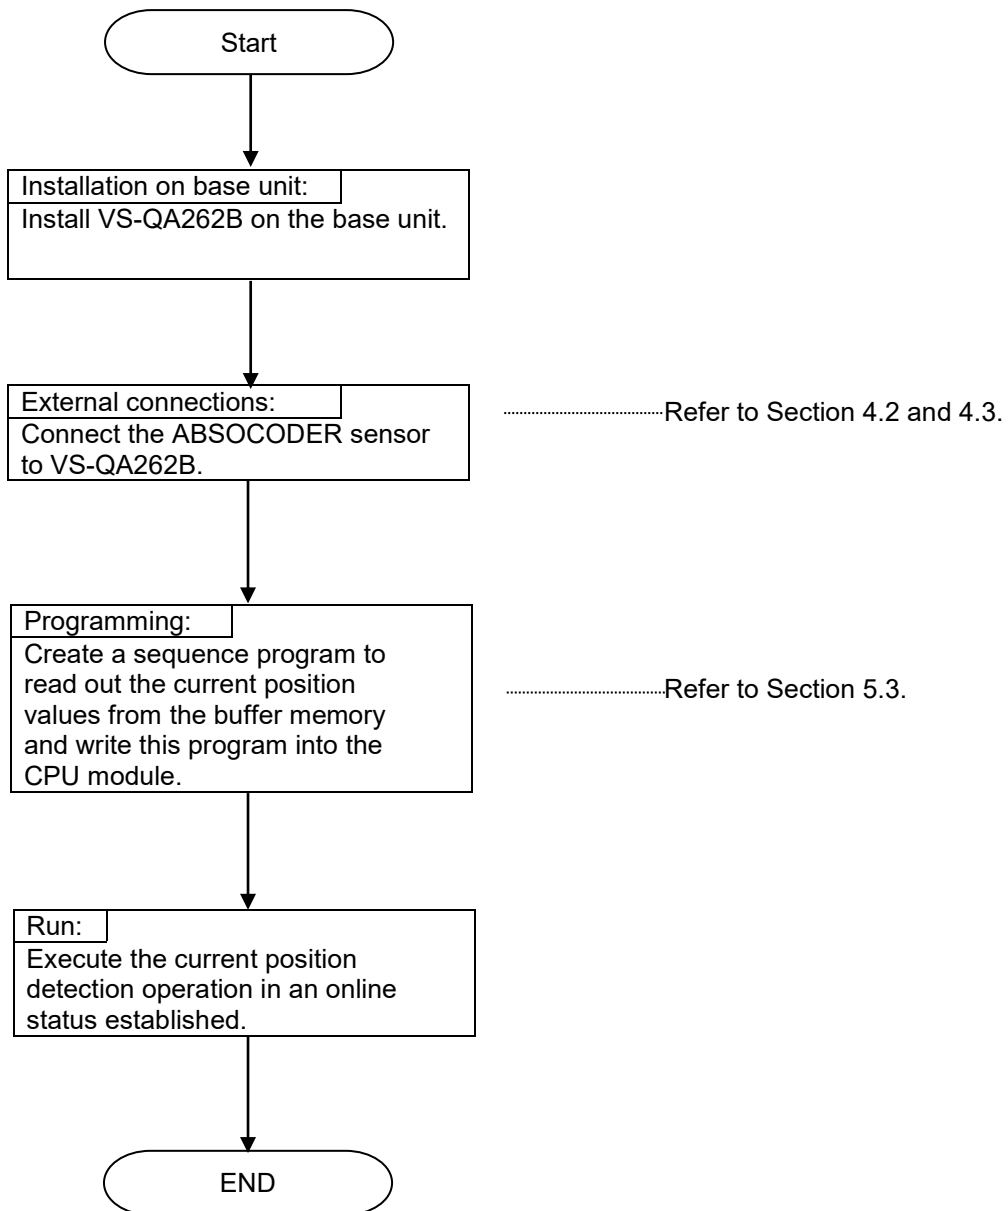 Start
Installation on base unit:
Install VS-QA262B on the base unit.
External connections:
Connect the ABSOCODER sensor
to VS-QA262B.
Refer to Section 4.2 and 4.3.
Programming:
Create a sequence program to
read out the current position
values from the buffer memory
and write this program into the
CPU module.
Refer to Section 5.3.
Run:
Execute the current position
detection operation in an online
status established.
END